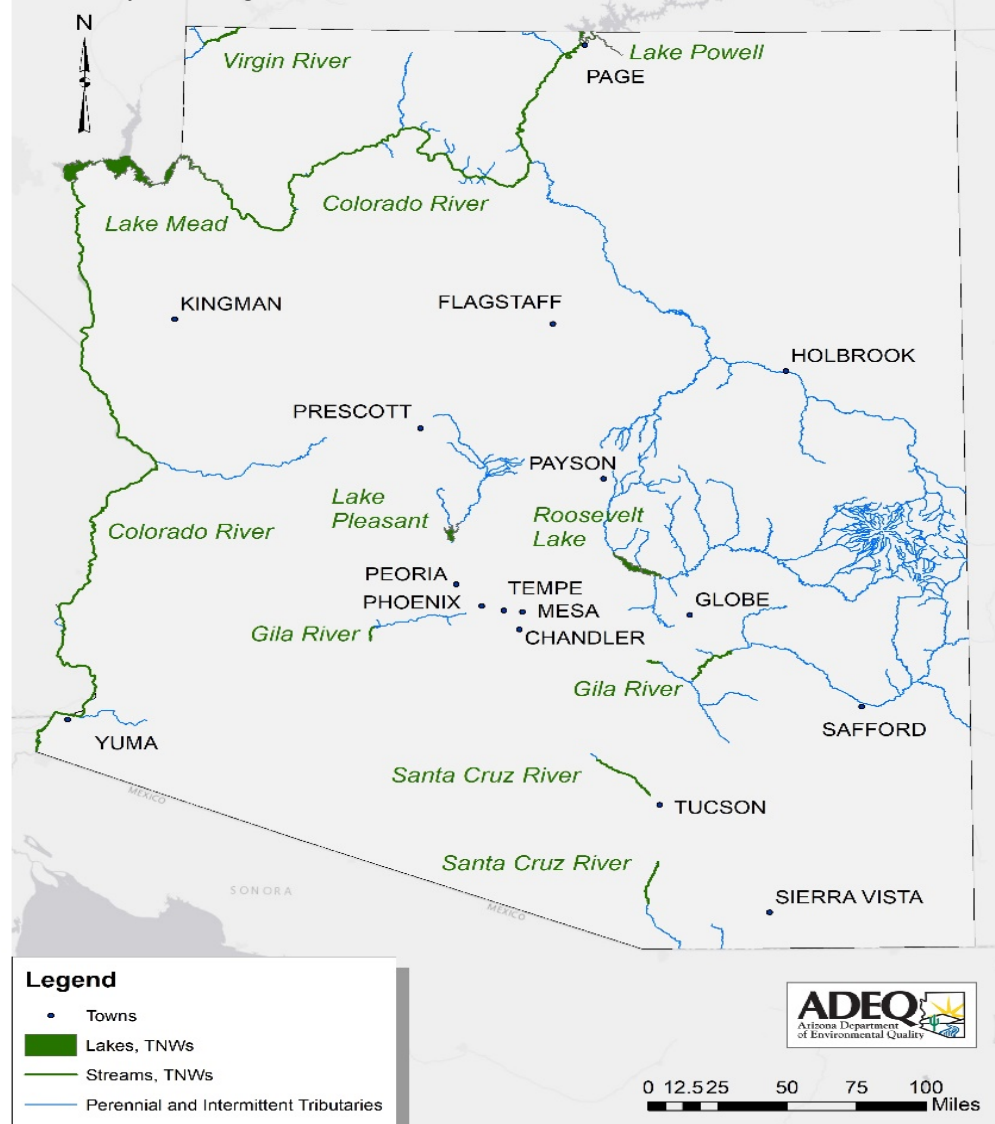 N
Virgin River
Lake Powell
PAGE
Colorado River
Lake Mead
KINGMAN
FLAGSTAFF
HOLBROOK
PRESCOTT
PAYSON
Lake
Pleasant
Roosevelt
Lake
Colorado River
PEORIA
TEMPE
PHOENIX
MESA
GLOBE
Gila River
CHANDLER
Gila River
SAFFORD
YUMA
Santa Cruz River
MEXICO
TUCSON
Santa Cruz River
SONORA
SIERRA VISTA
MEXICO
Legend
Towns
Lakes, TNWs
Streams, TNWs
Perennial and Intermittent Tributaries
ADEQ
Arizona Department
of Environmental Quality
0 12.5 25 50 75 100
Miles